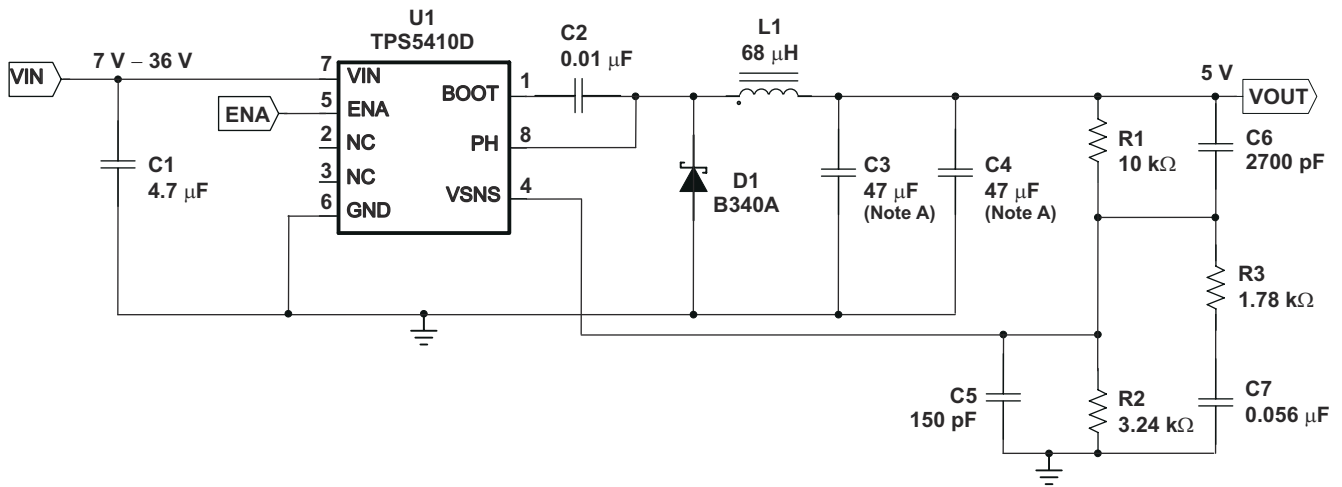 U1
TPS5410D
C2
0.01 μF
L1
68 μH
VIN
7 V – 36 V
7
VIN
BOOT
1
ENA
5
ENA
2
NC
PH
8
3
NC
VSNS
4
6
GND
C1
4.7 μF
D1
B340A
C3
47 μF
(Note A)
C4
47 μF
(Note A)
5 V
VOUT
R1
10 kΩ
C6
2700 pF
R3
1.78 kΩ
C5
150 pF
R2
3.24 kΩ
C7
0.056 μF